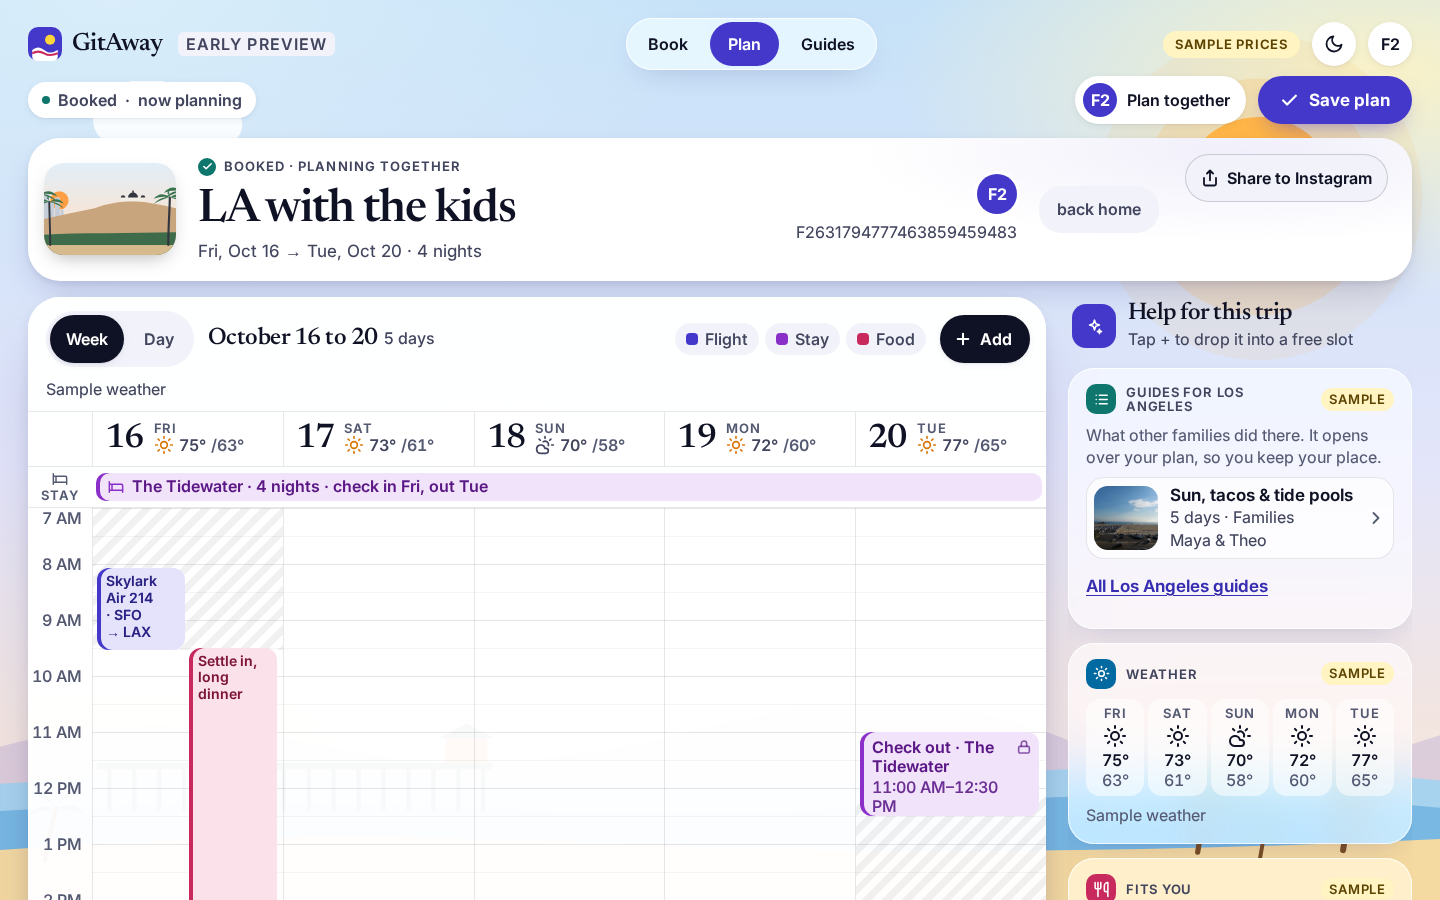 GitAway EARLY PREVIEW
Book Plan Guides
SAMPLE PRICES
F2
Booked · now planning
F2 Plan together
Save plan
BOOKED · PLANNING TOGETHER
LA with the kids
Fri, Oct 16 → Tue, Oct 20 · 4 nights
F2
F2631794777463859459483
back home
Share to Instagram
Week Day
October 16 to 20 5 days
Flight Stay Food
+ Add
Sample weather
16 FRI 75° /63°
17 SAT 73° /61°
18 SUN 70° /58°
19 MON 72° /60°
20 TUE 77° /65°
STAY
The Tidewater · 4 nights · check in Fri, out Tue
7 AM
8 AM
9 AM
10 AM
11 AM
12 PM
1 PM
2 PM
Skylark
Air 214
· SFO
→ LAX
Settle in,
long
dinner
Check out · The
Tidewater
11:00 AM–12:30
PM
Help for this trip
Tap + to drop it into a free slot
GUIDES FOR LOS
ANGELES
SAMPLE
What other families did there. It opens
over your plan, so you keep your place.
Sun, tacos & tide pools
5 days · Families
Maya & Theo
All Los Angeles guides
WEATHER
SAMPLE
FRI SAT SUN MON TUE
75° 73° 70° 72° 77°
63° 61° 58° 60° 65°
Sample weather
FITS YOU
SAMPLE